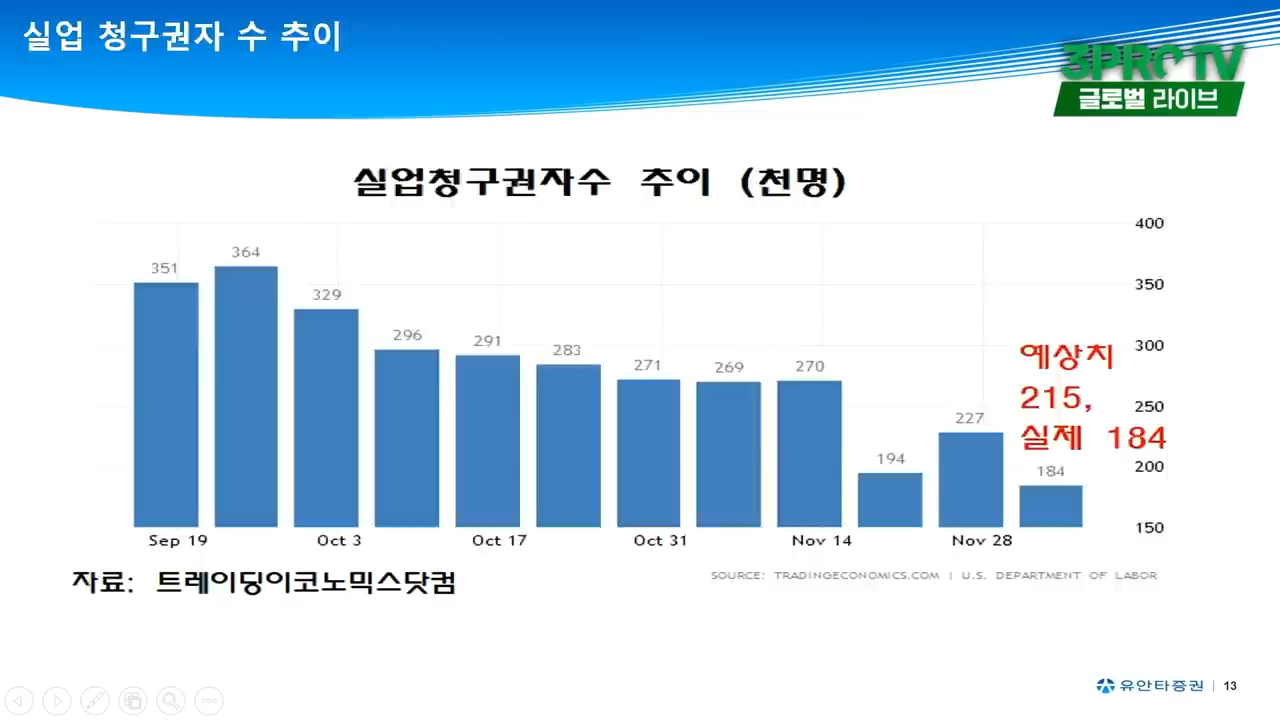 실업 청구권자 수 추이
3PRO TV
글로벌 라이브
실업청구권자수 추이 (천명)
400
350
300
250
200
150
351
364
329
296
291
283
271
269
270
194
227
184
예상치
215,
실제 184
Sep 19
Oct 3
Oct 17
Oct 31
Nov 14
Nov 28
자료: 트레이딩이코노믹스닷컴
SOURCE: TRADINGECONOMICS.COM | U.S. DEPARTMENT OF LABOR
유안타증권 | 13